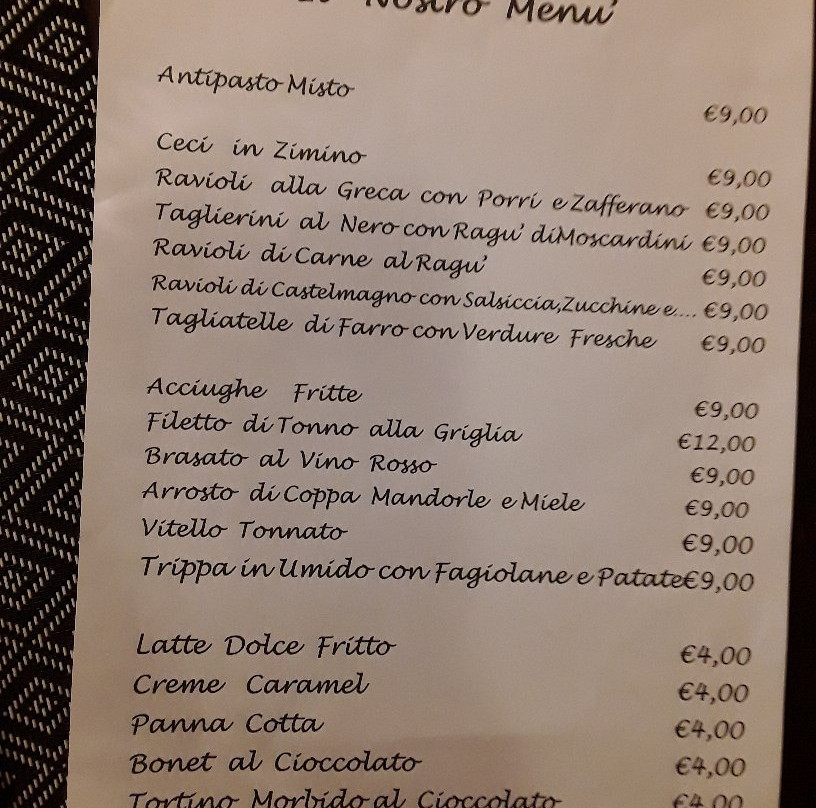 Nostro Menu'
Antipasto Misto €9,00
Ceci in Zimino €9,00
Ravioli alla Greca con Porri e Zafferano €9,00
Taglierini al Nero con Ragu' di Moscardini €9,00
Ravioli di Carne al Ragu' €9,00
Ravioli di Castelmagno con Salsiccia,Zucchine e.... €9,00
Tagliatelle di Farro con Verdure Fresche €9,00
Acciughe Fritte €9,00
Filetto di Tonno alla Griglia €12,00
Brasato al Vino Rosso €9,00
Arrosto di Coppa Mandorle e Miele €9,00
Vitello Tonnato €9,00
Trippa in Umido con Fagiolane e Patate €9,00
Latte Dolce Fritto €4,00
Creme Caramel €4,00
Panna Cotta €4,00
Bonet al Cioccolato €4,00
Tortino Morbido al Cioccolato €4,00